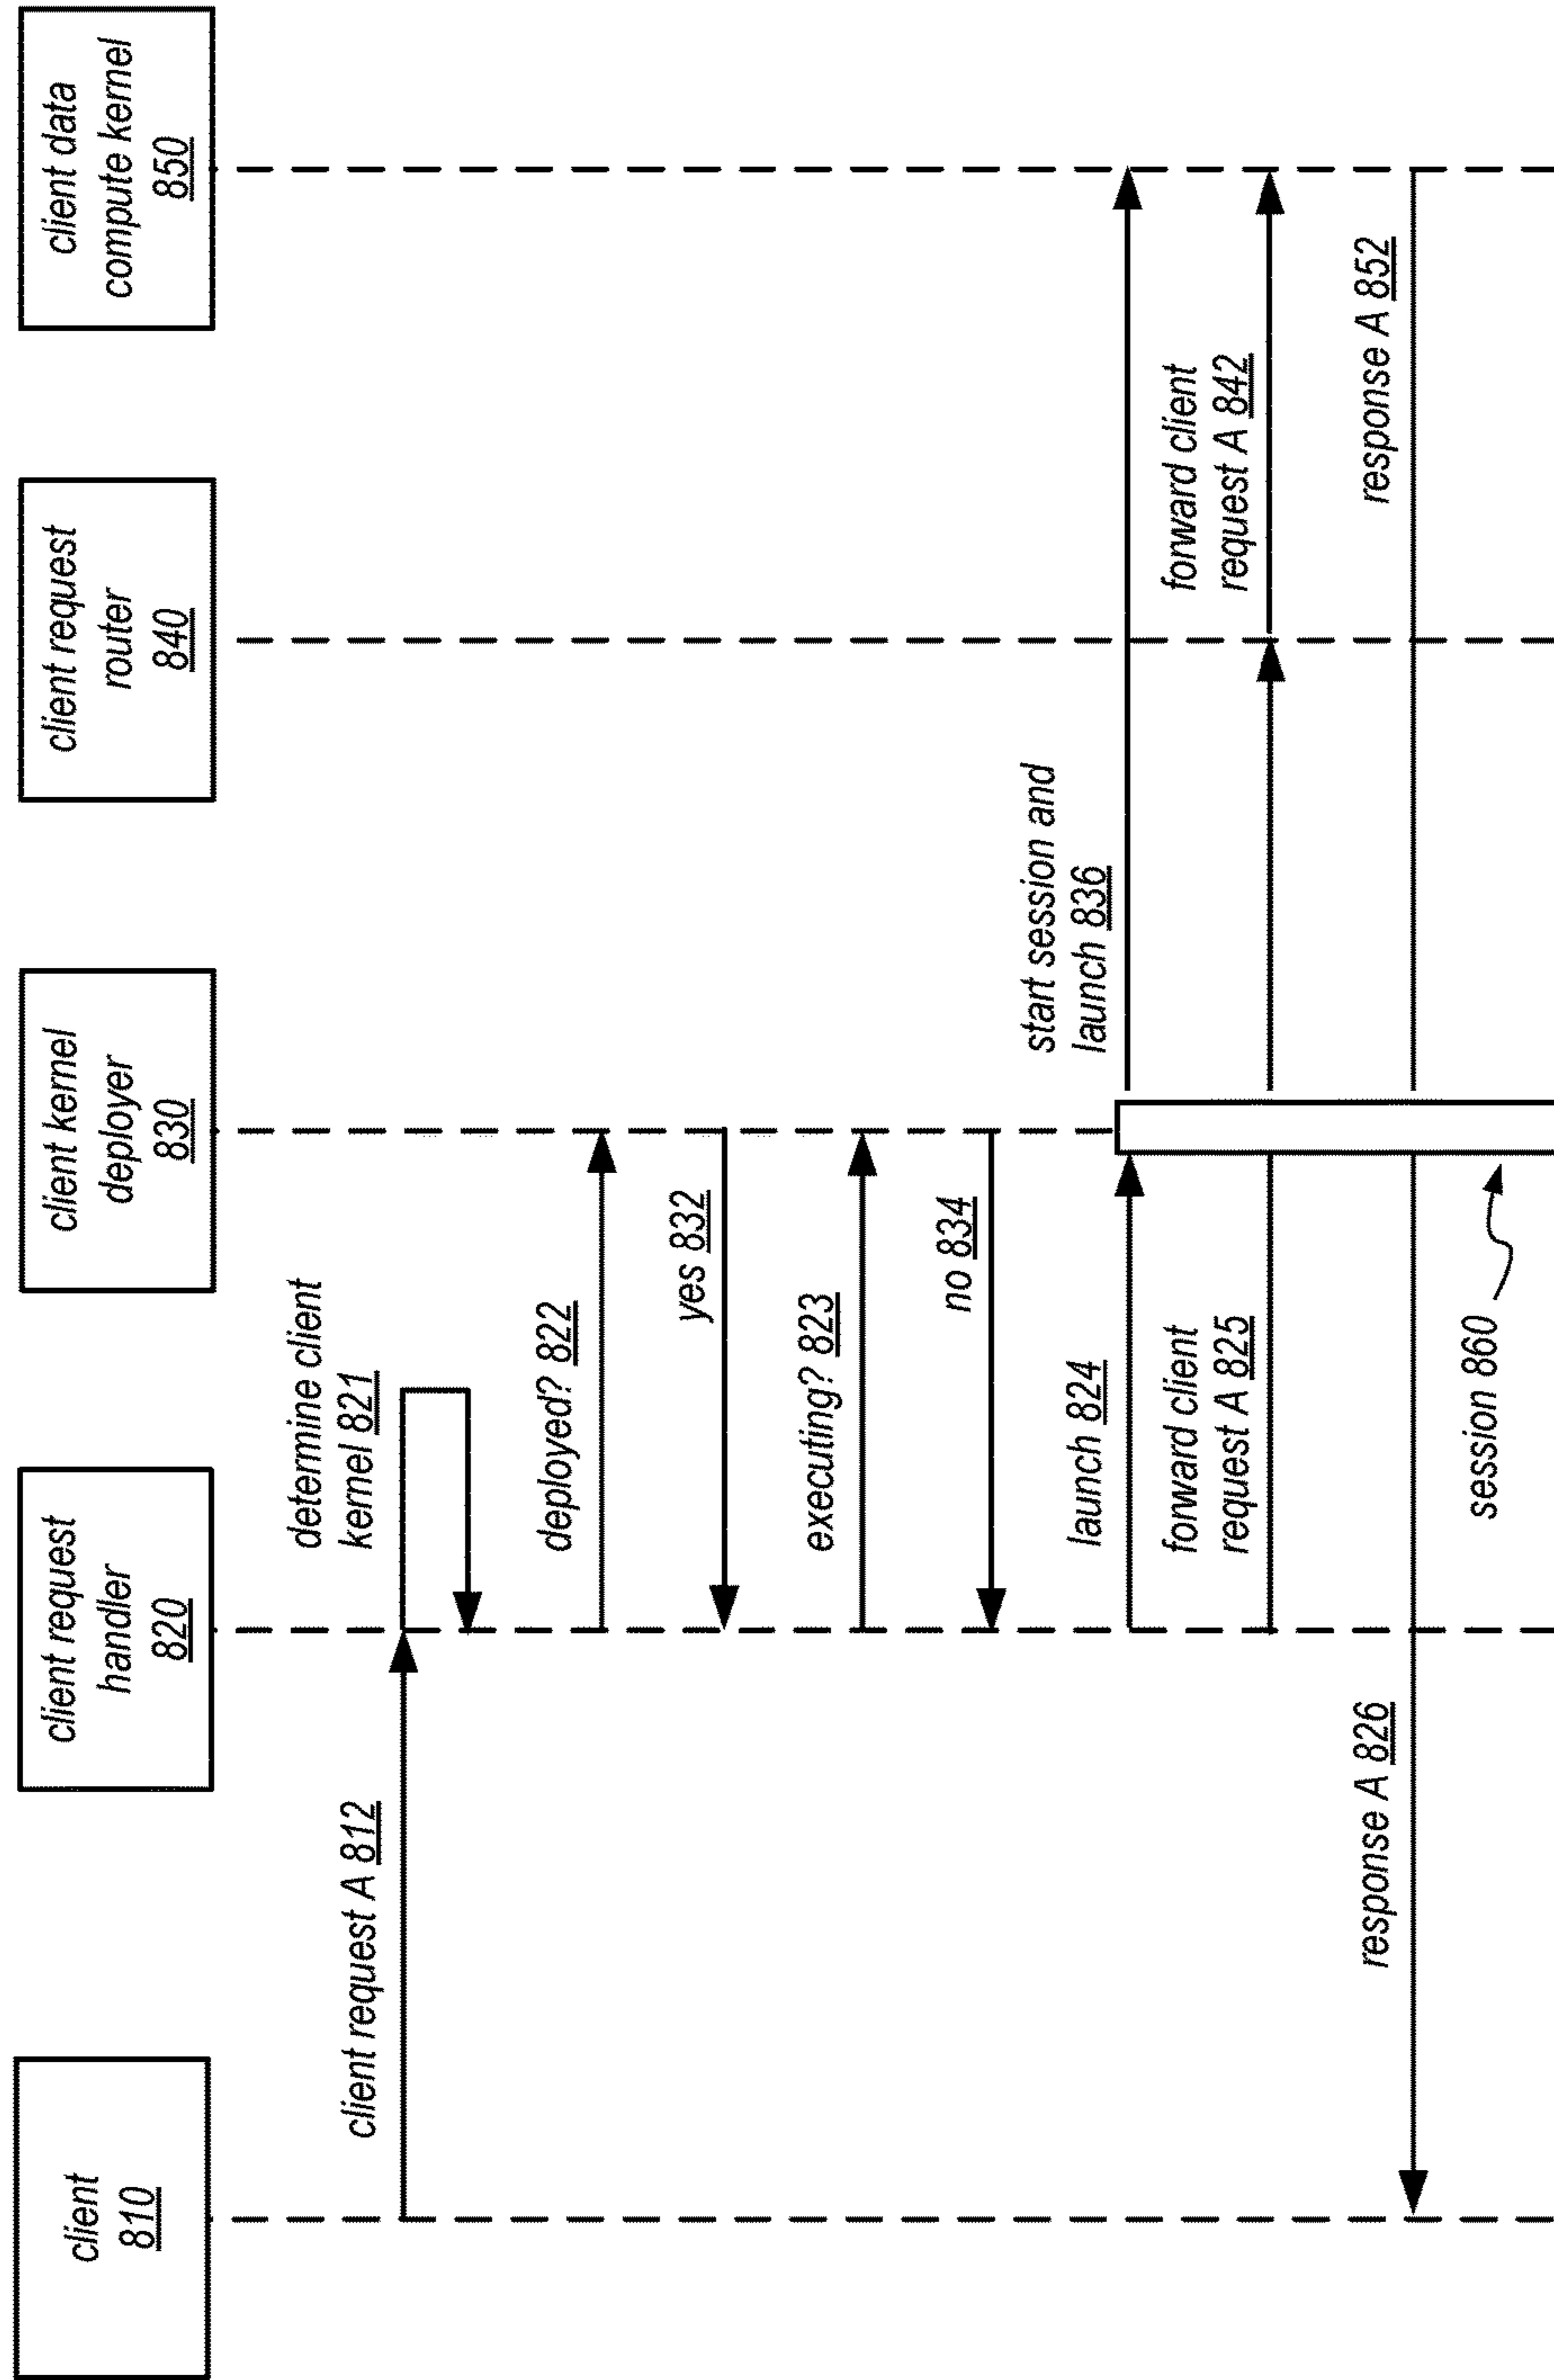 client
810
client request
handler
820
client kernel
deployer
830
client request
router
840
client data
compute kernel
850
client request A 812
determine client
kernel 821
deployed? 822
yes 832
executing? 823
no 834
launch 824
start session and
launch 836
forward client
request A 825
forward client
request A 842
response A 826
response A 852
session 860